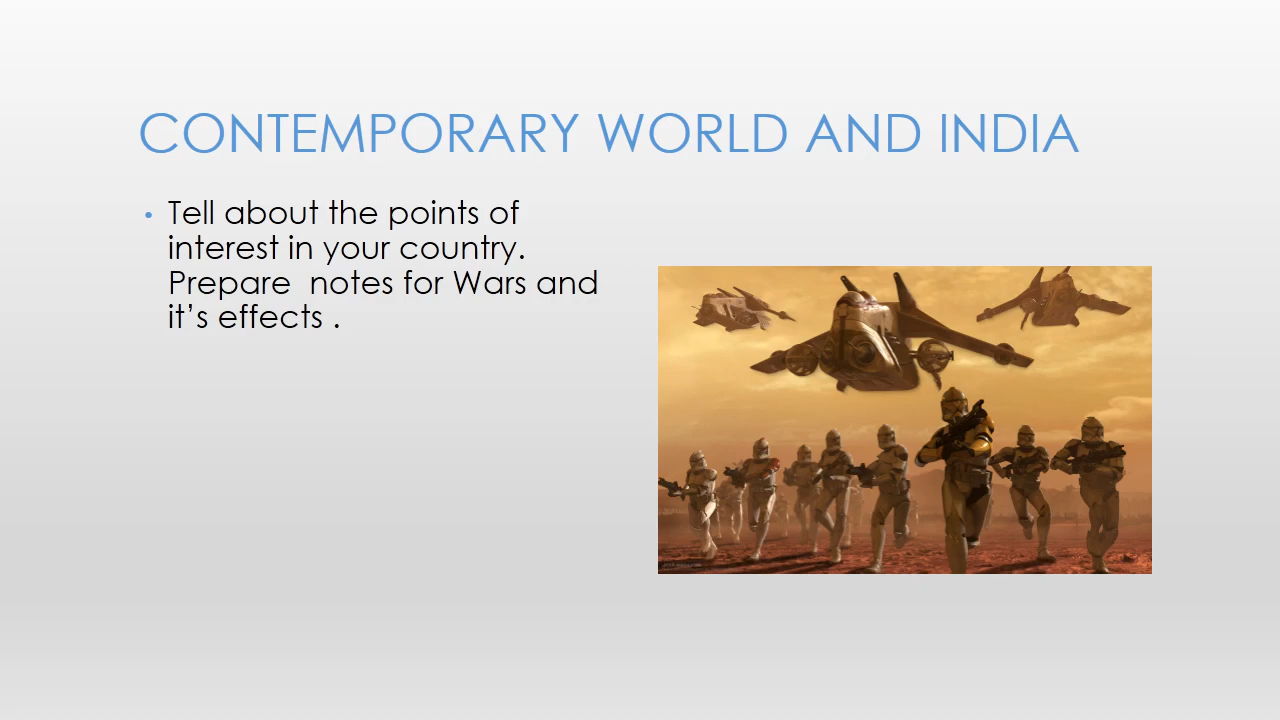 CONTEMPORARY WORLD AND INDIA
• Tell about the points of
interest in your country.
Prepare  notes for Wars and
it’s effects .